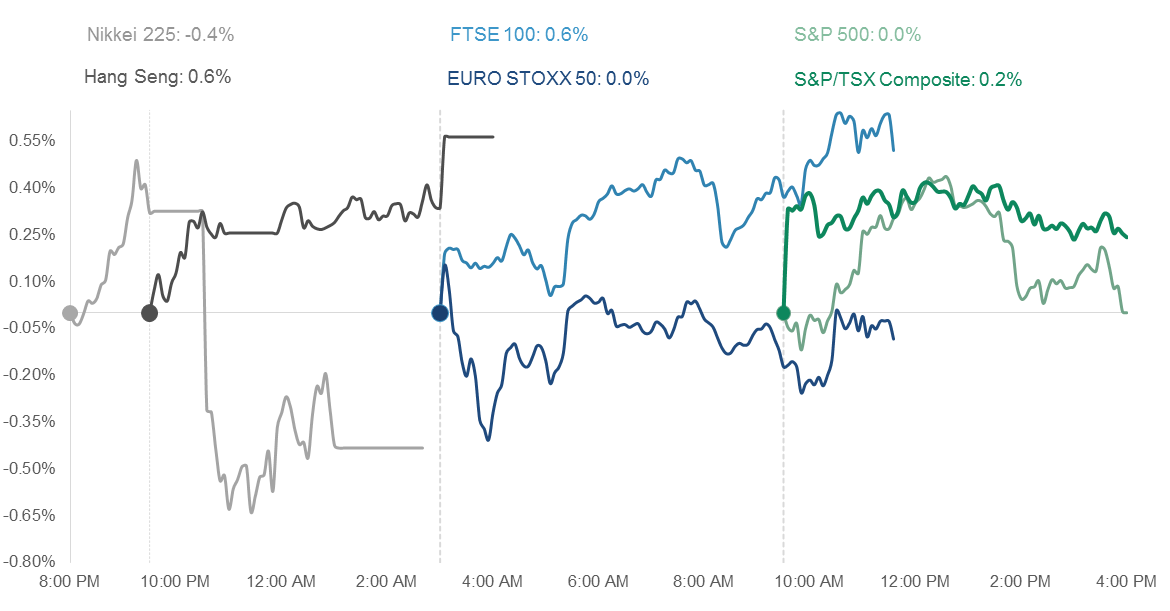 Nikkei 225: -0.4%
FTSE 100: 0.6%
S&P 500: 0.0%
Hang Seng: 0.6%
EURO STOXX 50: 0.0%
S&P/TSX Composite: 0.2%
0.55%
0.40%
0.25%
0.10%
-0.05%
-0.20%
-0.35%
-0.50%
-0.65%
-0.80%
8:00 PM
10:00 PM
12:00 AM
2:00 AM
4:00 AM
6:00 AM
8:00 AM
10:00 AM
12:00 PM
2:00 PM
4:00 PM